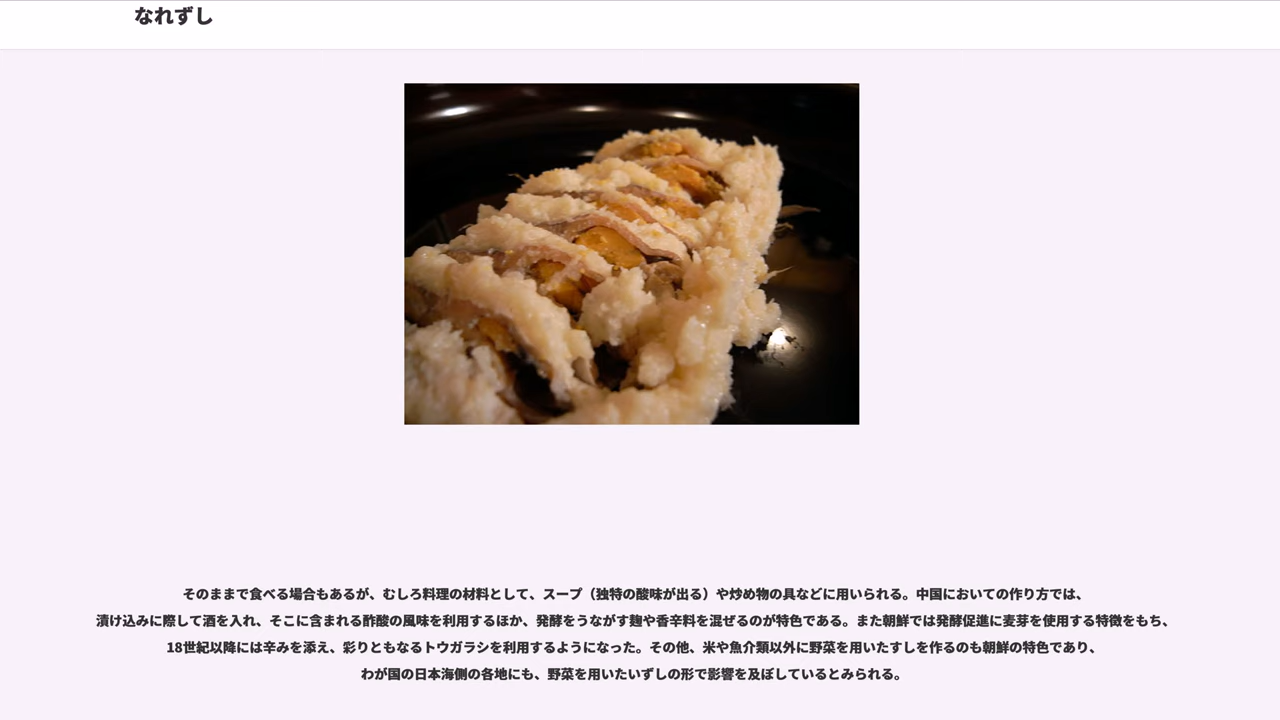 なれずし
そのままで食べる場合もあるが、むしろ料理の材料として、スープ（独特の酸味が出る）や炒め物の具などに用いられる。中国においての作り方では、
漬け込みに際して酒を入れ、そこに含まれる酢酸の風味を利用するほか、発酵をうながす麹や香辛料を混ぜるのが特色である。また朝鮮では発酵促進に麦芽を使用する特徴をもち、
18世紀以降には辛みを添え、彩りともなるトウガラシを利用するようになった。その他、米や魚介類以外に野菜を用いたすしを作るのも朝鮮の特色であり、
わが国の日本海側の各地にも、野菜を用いたいずしの形で影響を及ぼしているとみられる。